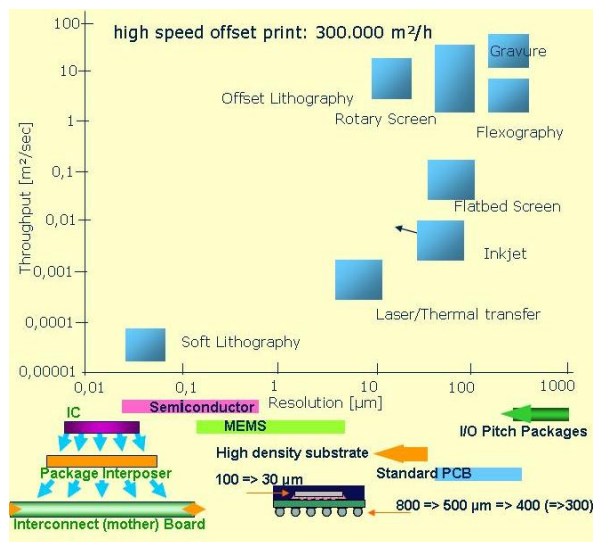 high speed offset print: 300.000 m²/h
Throughput [m²/sec]
100
10
1
0,1
0,01
0,001
0,0001
0,00001
Gravure
Offset Lithography
Rotary Screen
Flexography
Flatbed Screen
Inkjet
Laser/Thermal transfer
Soft Lithography
0,01
0,1
10
100
1000
Resolution [µm]
Semiconductor
IC
MEMS
I/O Pitch Packages
High density substrate
Package Interposer
100 => 30 µm
Standard PCB
800 => 500 µm => 400 (=>300)
Interconnect (mother) Board